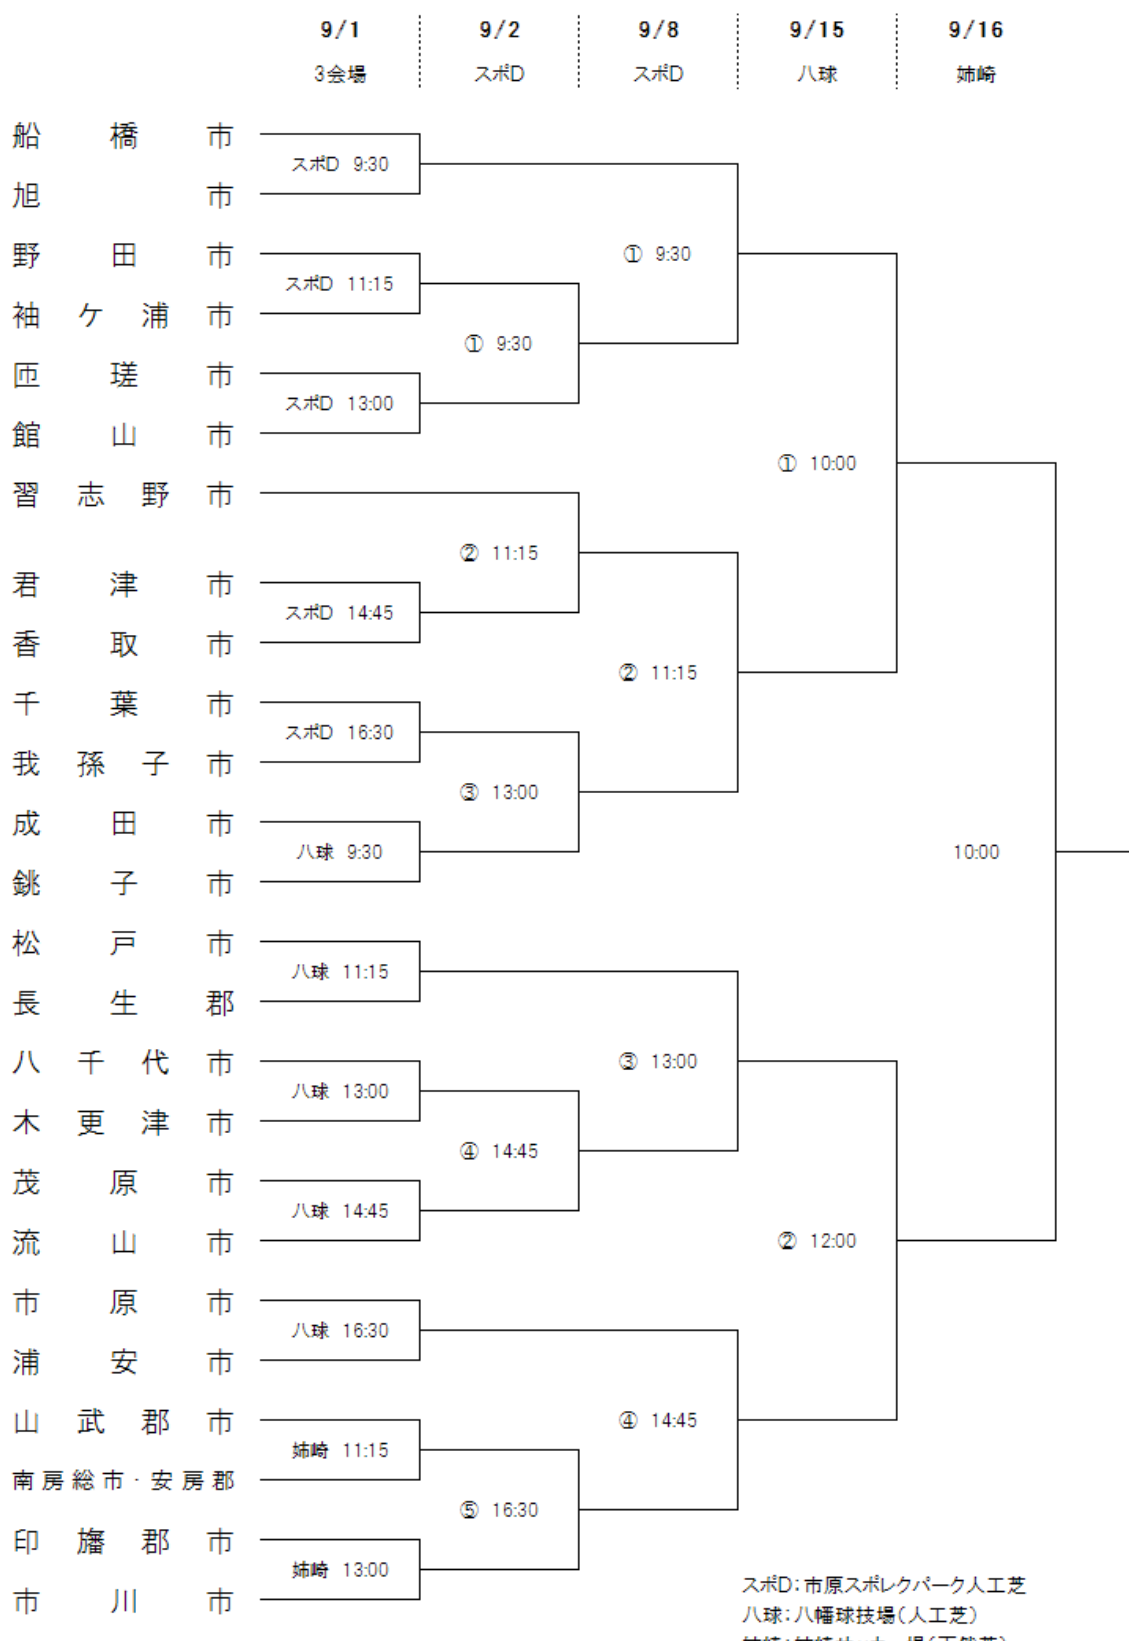 9/1 9/2 9/8 9/15 9/16
3会場 スポD スポD 八球 姉崎
船橋市
スポD 9:30
旭市
野田市
① 9:30
スポD 11:15
袖ケ浦市
① 9:30
匝瑳市
スポD 13:00
館山市
① 10:00
習志野市
② 11:15
君津市
スポD 14:45
香取市
② 11:15
千葉市
スポD 16:30
我孫子市
③ 13:00
成田市
八球 9:30
10:00
銚子市
松戸市
八球 11:15
長生郡
八千代市
③ 13:00
八球 13:00
木更津市
④ 14:45
茂原市
八球 14:45
流山市
② 12:00
市原市
八球 16:30
浦安市
山武郡市
④ 14:45
姉崎 11:15
南房総市・安房郡
⑤ 16:30
印旛郡市
姉崎 13:00
市川市
スポD:市原スポレクパーク人工芝
八球:八幡球技場(人工芝)